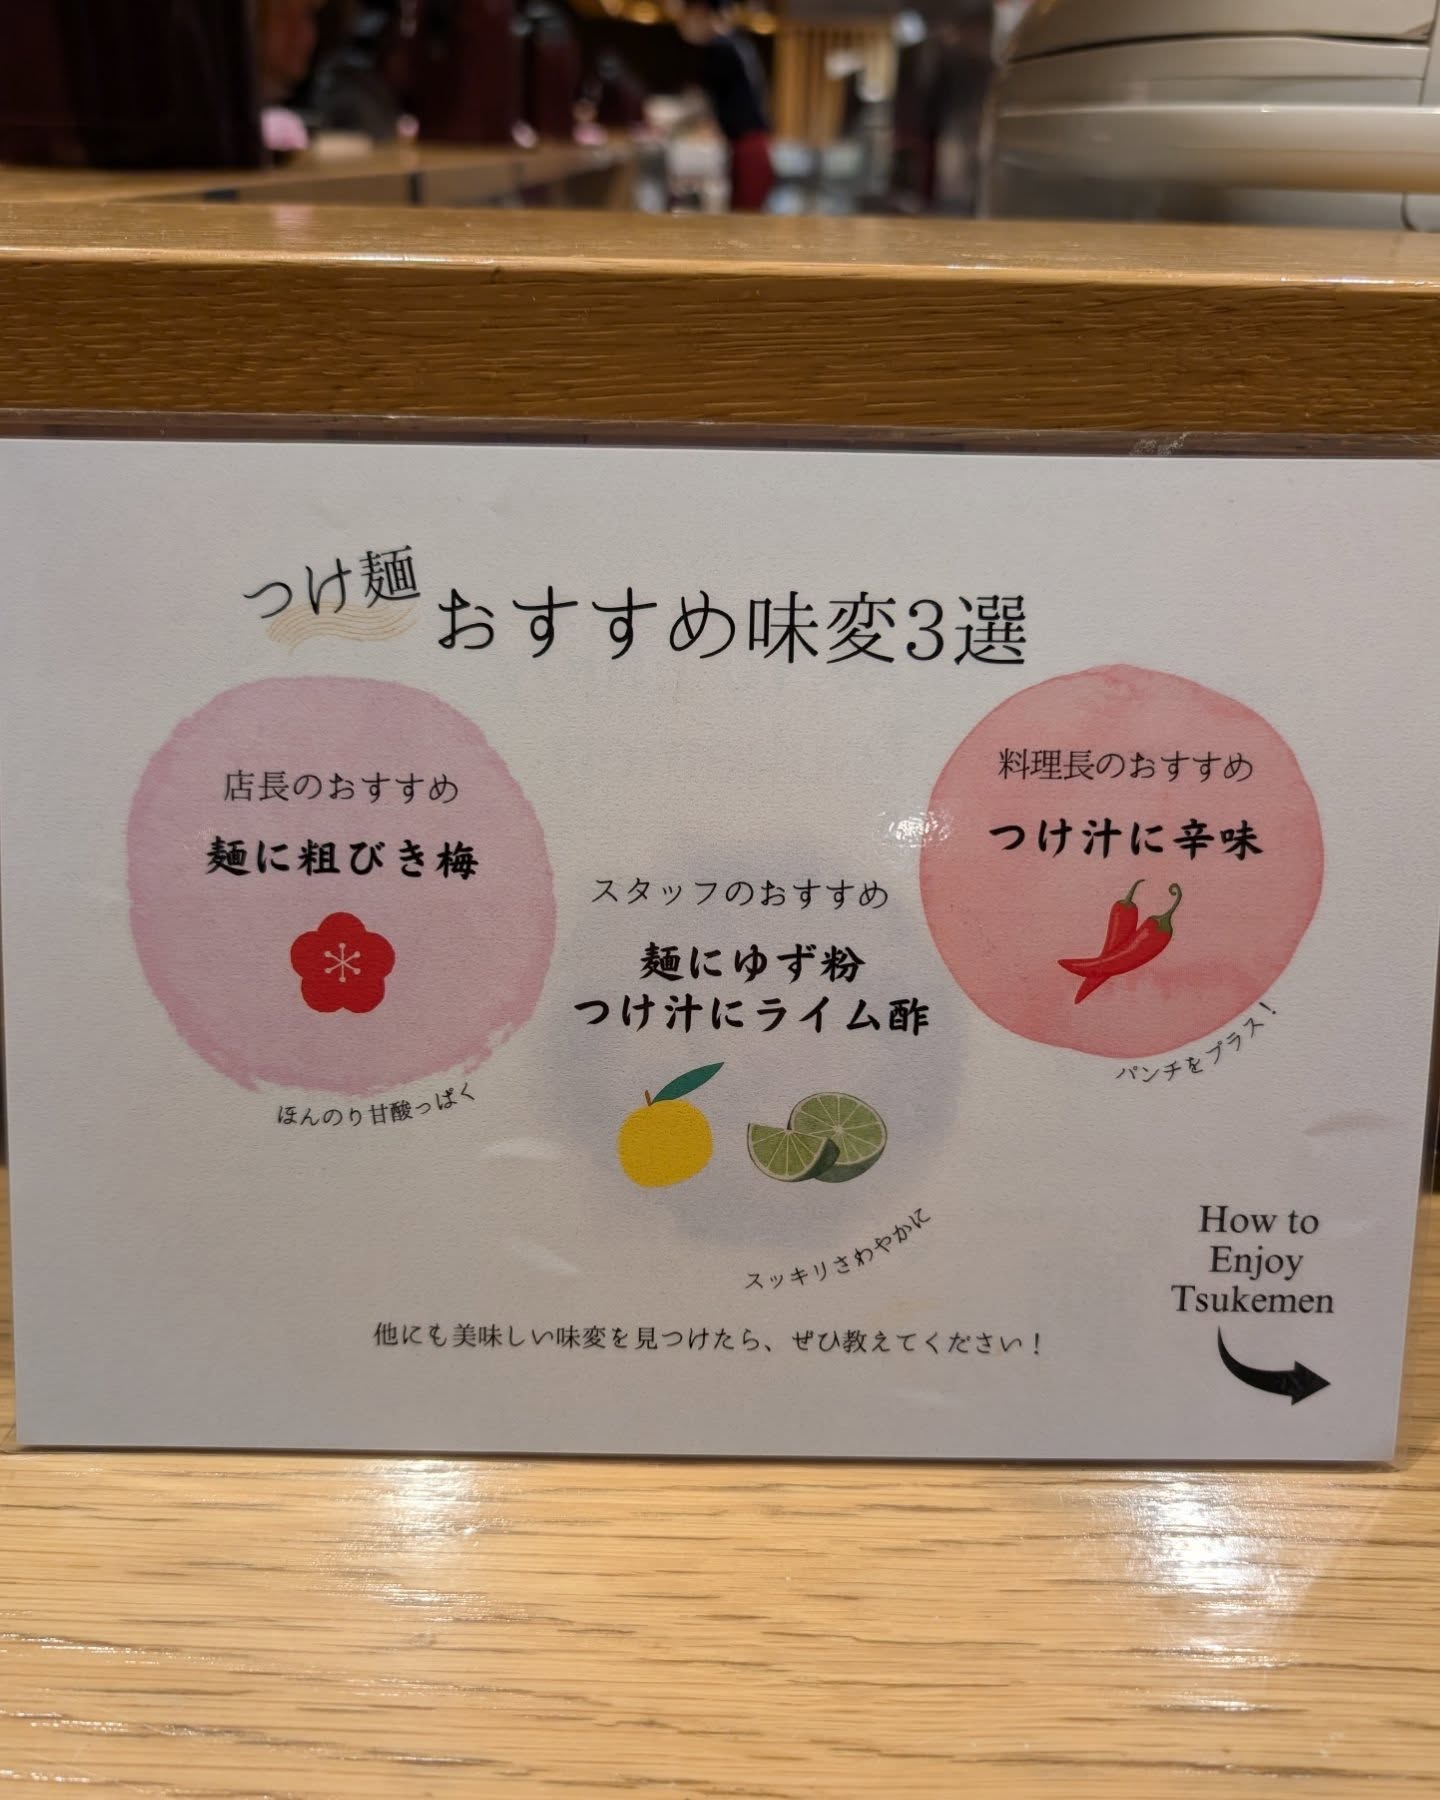 つけ麺
おすすめ味変3選
店長のおすすめ
麺に粗びき梅
ほんのり甘酸っぱく
スタッフのおすすめ
麺にゆず粉
つけ汁にライム酢
スッキリさわやかに
料理長のおすすめ
つけ汁に辛味
パンチをプラス！
他にも美味しい味変を見つけたら、ぜひ教えてください！
How to
Enjoy
Tsukemen